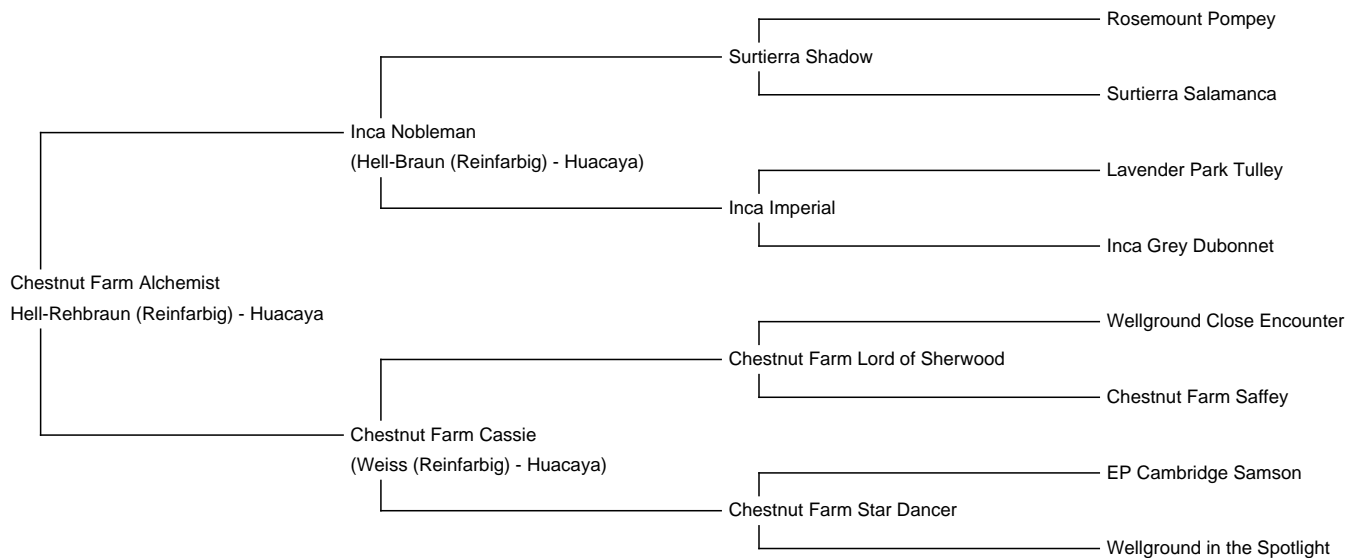 Rosemount Pompey
Surtierra Shadow
Surtierra Salamanca
Inca Nobleman
(Hell-Braun (Reinfarbig) - Huacaya)
Lavender Park Tulley
Inca Imperial
Inca Grey Dubonnet
Chestnut Farm Alchemist
Hell-Rehbraun (Reinfarbig) - Huacaya
Wellground Close Encounter
Chestnut Farm Lord of Sherwood
Chestnut Farm Saffey
Chestnut Farm Cassie
(Weiss (Reinfarbig) - Huacaya)
EP Cambridge Samson
Chestnut Farm Star Dancer
Wellground in the Spotlight